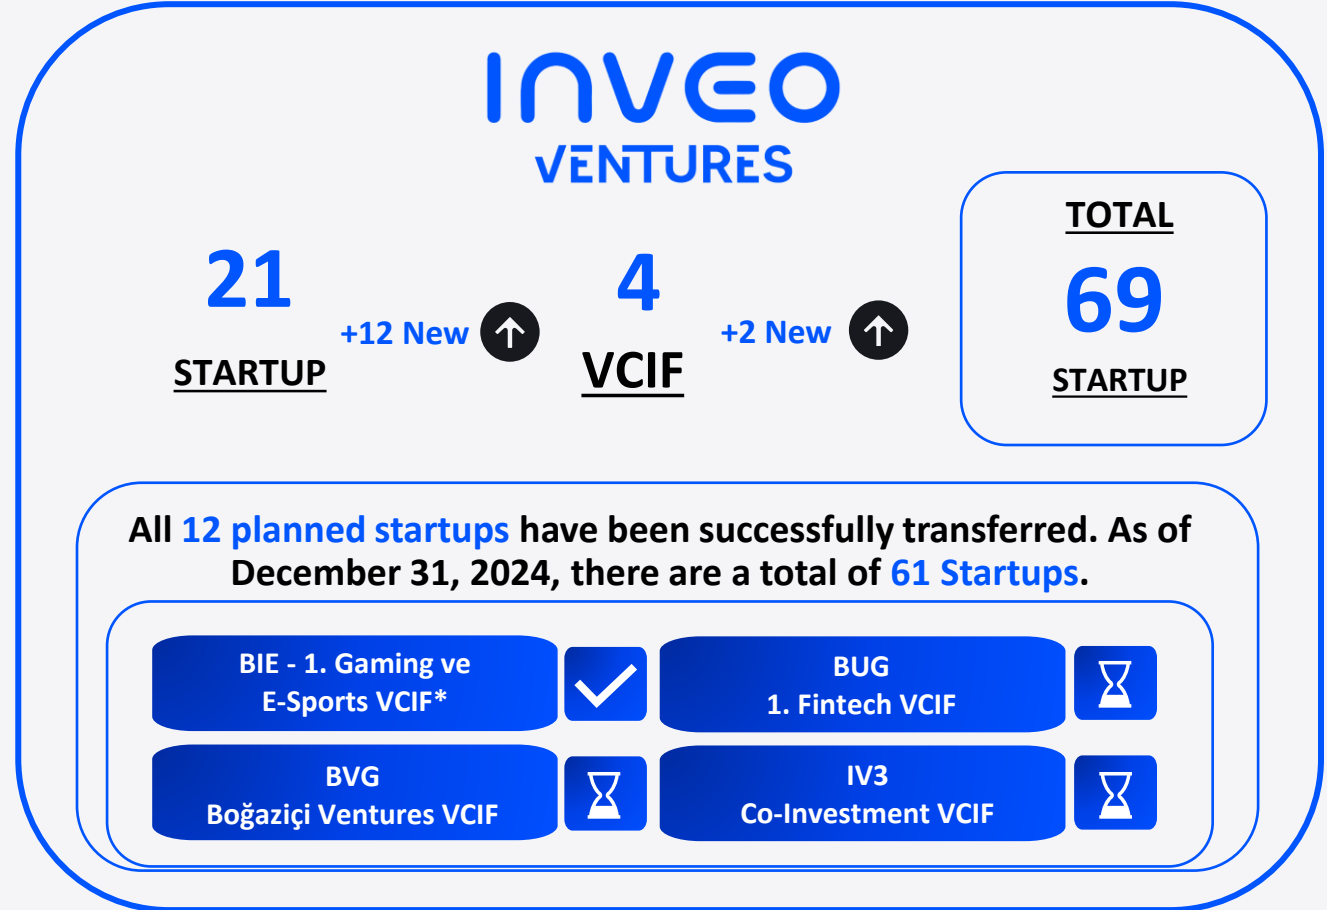 INVEO
VENTURES
21
STARTUP
+12 New
4
VCIF
+2 New
TOTAL
69
STARTUP
All 12 planned startups have been successfully transferred. As of
December 31, 2024, there are a total of 61 Startups.
BIE - 1. Gaming ve
E-Sports VCIF*
BUG
1. Fintech VCIF
BVG
Boğaziçi Ventures VCIF
IV3
Co-Investment VCIF